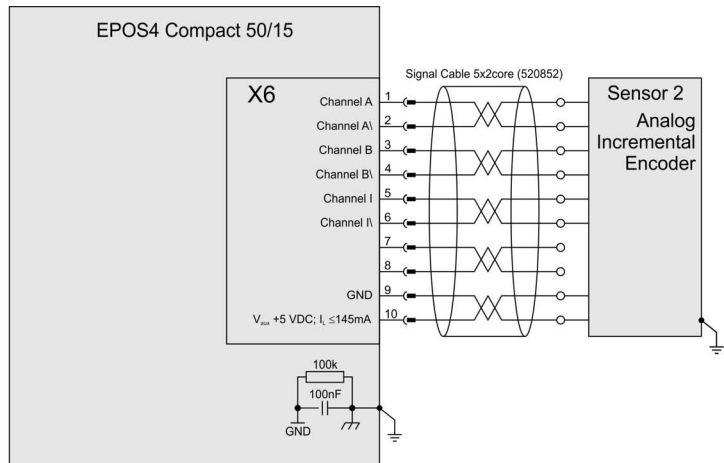 EPOS4 Compact 50/15
Signal Cable 5x2core (520852)
X6
Sensor 2
Analog
Incremental
Encoder
Channel A 1
Channel A\ 2
Channel B 3
Channel B\ 4
Channel I 5
Channel I\ 6
7
8
GND 9
Vaux +5 VDC; IL ≤145mA 10
100k
100nF
GND